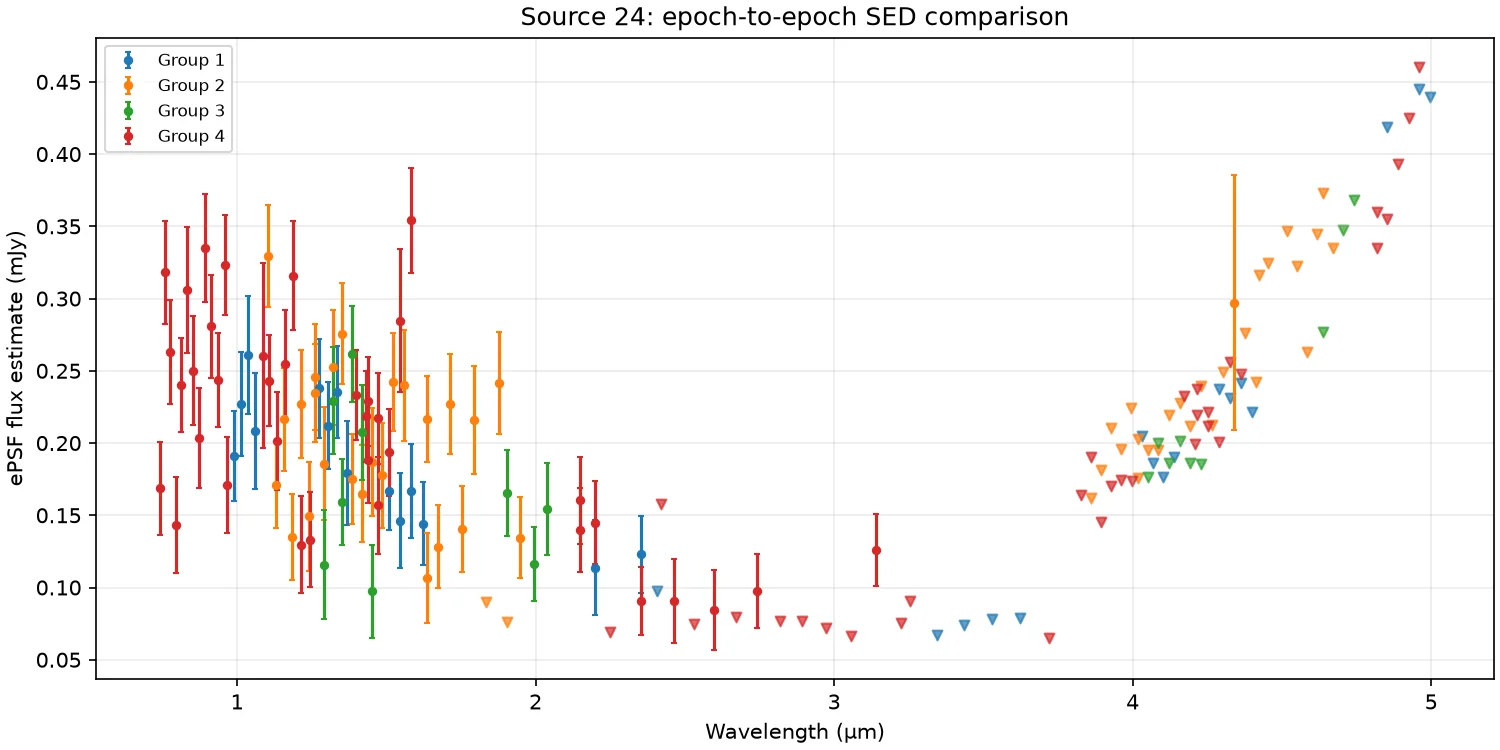 Source 24: epoch-to-epoch SED comparison
Group 1
Group 2
Group 3
Group 4
ePSF flux estimate (mJy)
0.45
0.40
0.35
0.30
0.25
0.20
0.15
0.10
0.05
1 2 3 4 5
Wavelength (μm)